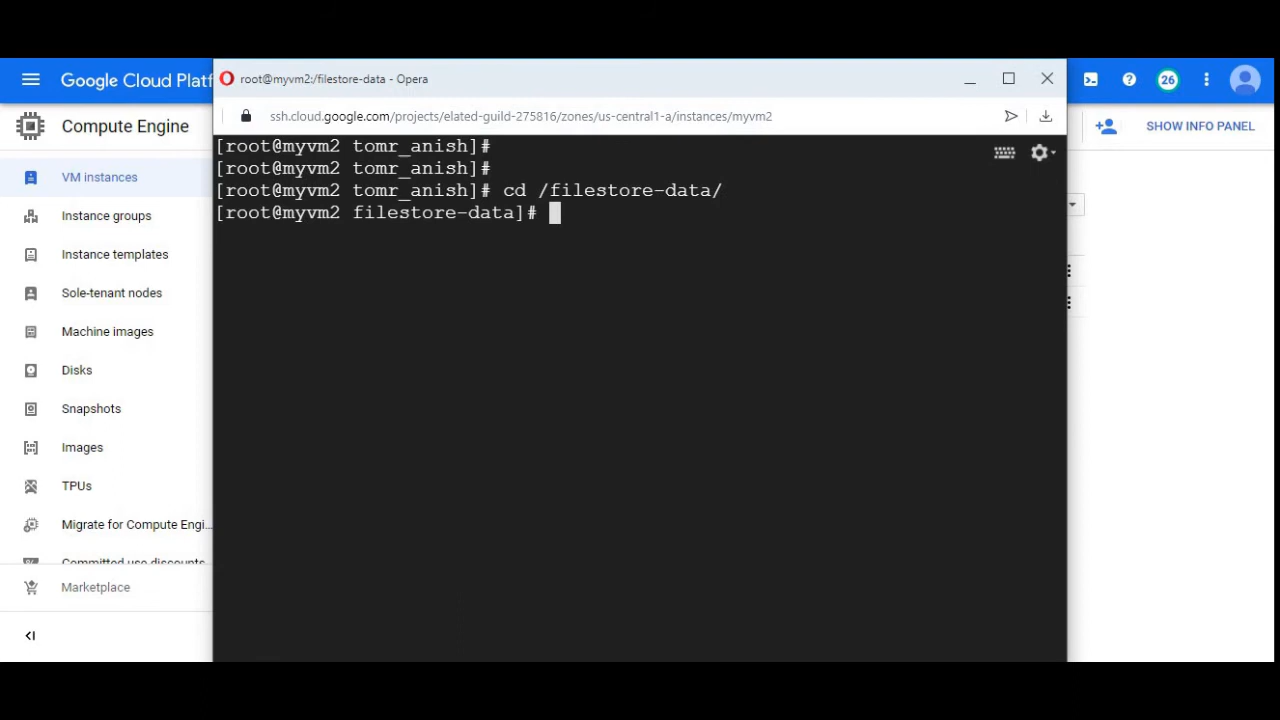 Google Cloud Platf
Compute Engine
VM instances
Instance groups
Instance templates
Sole-tenant nodes
Machine images
Disks
Snapshots
Images
TPUs
Migrate for Compute Engi...
Committed use discounts
Marketplace
root@myvm2:/filestore-data - Opera
ssh.cloud.google.com/projects/elated-guild-275816/zones/us-central1-a/instances/myvm2
[root@myvm2 tomr_anish]#
[root@myvm2 tomr_anish]#
[root@myvm2 tomr_anish]# cd /filestore-data/
[root@myvm2 filestore-data]#
26
SHOW INFO PANEL